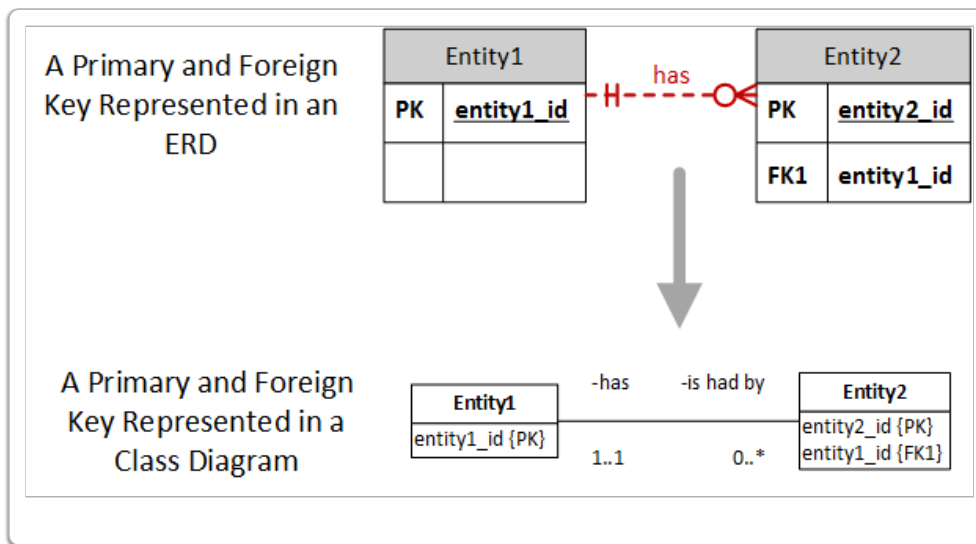 A Primary and Foreign
Key Represented in an
ERD
Entity1
PK entity1_id
has
Entity2
PK entity2_id
FK1 entity1_id
A Primary and Foreign
Key Represented in a
Class Diagram
Entity1
entity1_id {PK}
-has -is had by
1..1 0..*
Entity2
entity2_id {PK}
entity1_id {FK1}